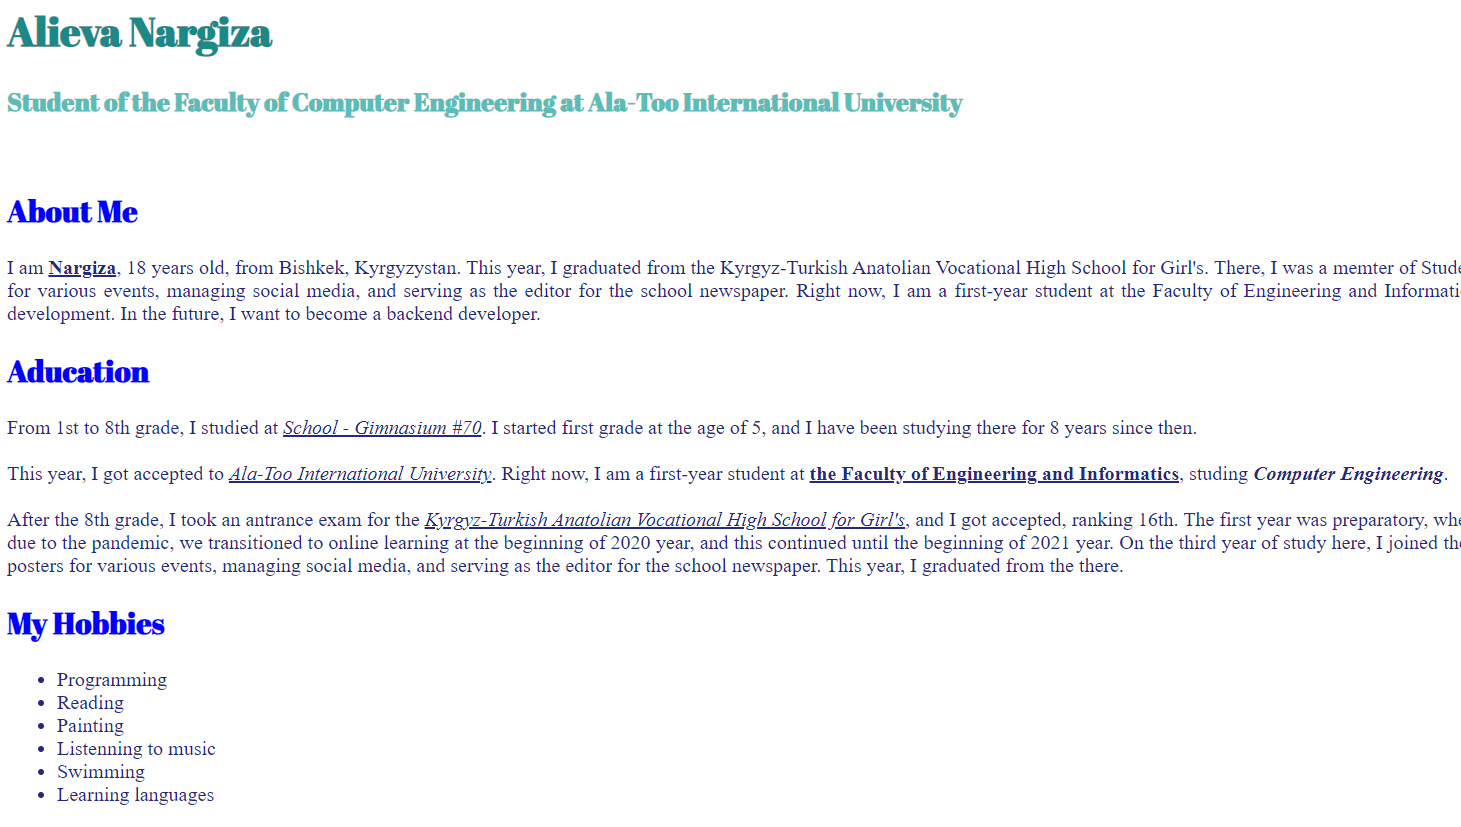 Alieva Nargiza
Student of the Faculty of Computer Engineering at Ala-Too International University
About Me
I am Nargiza, 18 years old, from Bishkek, Kyrgyzystan. This year, I graduated from the Kyrgyz-Turkish Anatolian Vocational High School for Girl's. There, I was a memter of
for various events, managing social media, and serving as the editor for the school newspaper. Right now, I am a first-year student at the Faculty of Engineering and
development. In the future, I want to become a backend developer.
Aducation
From 1st to 8th grade, I studied at School - Gimnasium #70. I started first grade at the age of 5, and I have been studying there for 8 years since then.
This year, I got accepted to Ala-Too International University. Right now, I am a first-year student at the Faculty of Engineering and Informatics, studing Computer Engineering.
After the 8th grade, I took an antrance exam for the Kyrgyz-Turkish Anatolian Vocational High School for Girl's, and I got accepted, ranking 16th. The first year was preparatory,
due to the pandemic, we transitioned to online learning at the beginning of 2020 year, and this continued until the beginning of 2021 year. On the third year of study here, I joined
posters for various events, managing social media, and serving as the editor for the school newspaper. This year, I graduated from the there.
My Hobbies
• Programming
• Reading
• Painting
• Listenning to music
• Swimming
• Learning languages